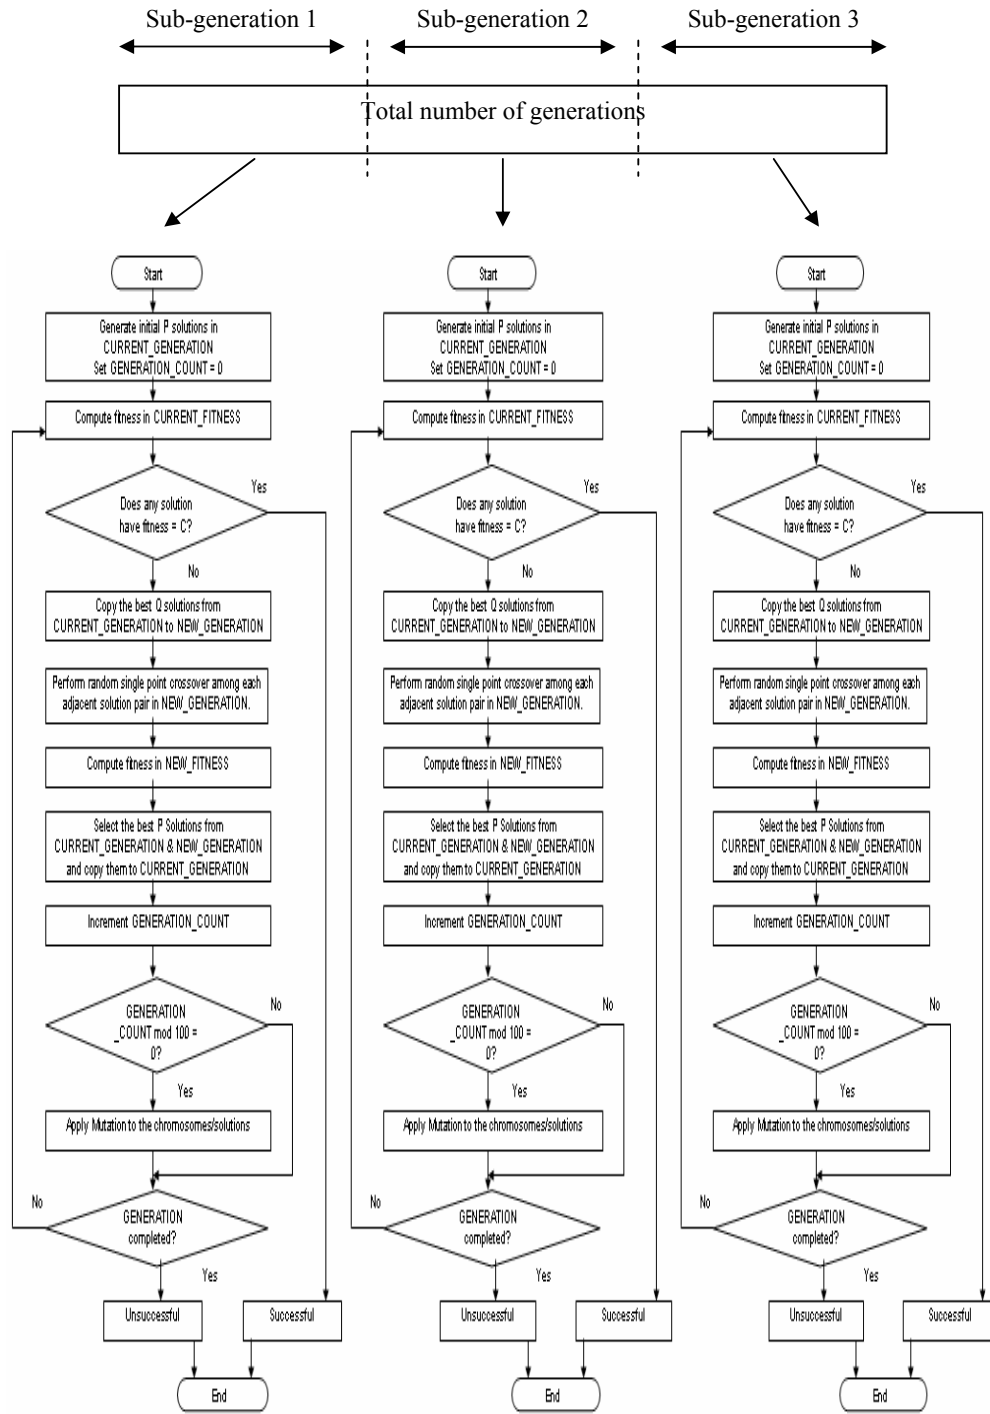 Sub-generation 1
Sub-generation 2
Sub-generation 3
Total number of generations
Start
Generate initial P solutions in
CURRENT_GENERATION
Set GENERATION_COUNT = 0
Compute fitness in CURRENT_FITNESS
Yes
Does any solution
have fitness = C?
No
Copy the best Q solutions from
CURRENT_GENERATION to NEW_GENERATION
Perform random single point crossover among each
adjacent solution pair in NEW_GENERATION.
Compute fitness in NEW_FITNESS
Select the best P Solutions from
CURRENT_GENERATION & NEW_GENERATION
and copy them to CURRENT_GENERATION
Increment GENERATION_COUNT
GENERATION
_COUNT mod 100 =
0?
No
Yes
Apply Mutation to the chromosomes/solutions
No
GENERATION
completed?
Yes
Unsuccessful
Successful
End
Start
Generate initial P solutions in
CURRENT_GENERATION
Set GENERATION_COUNT = 0
Compute fitness in CURRENT_FITNESS
Yes
Does any solution
have fitness = C?
No
Copy the best Q solutions from
CURRENT_GENERATION to NEW_GENERATION
Perform random single point crossover among each
adjacent solution pair in NEW_GENERATION.
Compute fitness in NEW_FITNESS
Select the best P Solutions from
CURRENT_GENERATION & NEW_GENERATION
and copy them to CURRENT_GENERATION
Increment GENERATION_COUNT
GENERATION
_COUNT mod 100 =
0?
No
Yes
Apply Mutation to the chromosomes/solutions
No
GENERATION
completed?
Yes
Unsuccessful
Successful
End
Start
Generate initial P solutions in
CURRENT_GENERATION
Set GENERATION_COUNT = 0
Compute fitness in CURRENT_FITNESS
Yes
Does any solution
have fitness = C?
No
Copy the best Q solutions from
CURRENT_GENERATION to NEW_GENERATION
Perform random single point crossover among each
adjacent solution pair in NEW_GENERATION.
Compute fitness in NEW_FITNESS
Select the best P Solutions from
CURRENT_GENERATION & NEW_GENERATION
and copy them to CURRENT_GENERATION
Increment GENERATION_COUNT
GENERATION
_COUNT mod 100 =
0?
No
Yes
Apply Mutation to the chromosomes/solutions
No
GENERATION
completed?
Yes
Unsuccessful
Successful
End